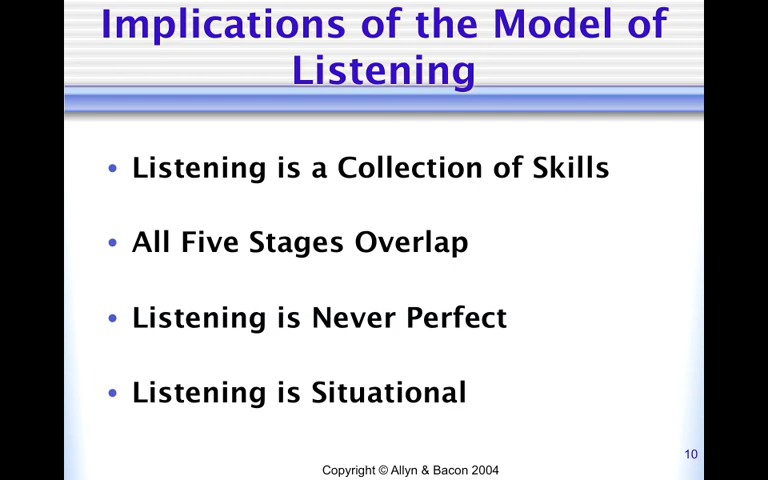 Implications of the Model of
Listening
• Listening is a Collection of Skills
• All Five Stages Overlap
• Listening is Never Perfect
• Listening is Situational
10
Copyright © Allyn & Bacon 2004